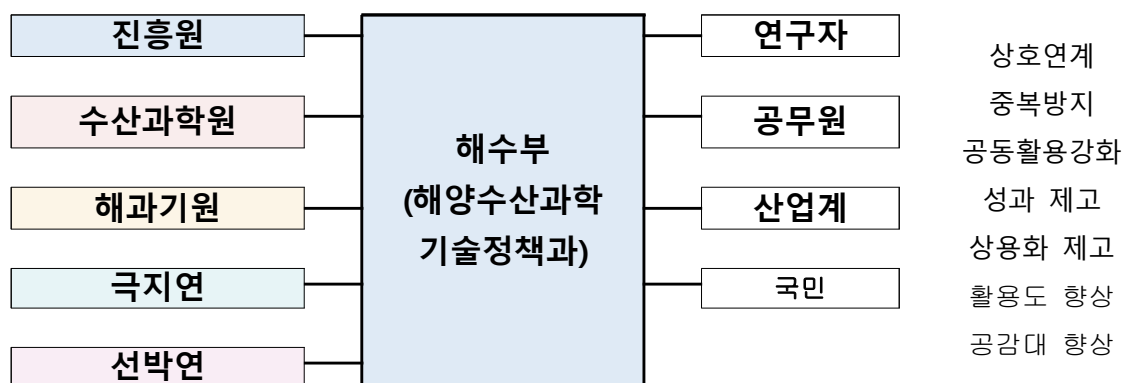 진흥원
수산과학원
해과기원
극지연
선박연
해수부
(해양수산과학
기술정책과)
연구자
공무원
산업계
국민
상호연계
중복방지
공동활용강화
성과 제고
상용화 제고
활용도 향상
공감대 향상